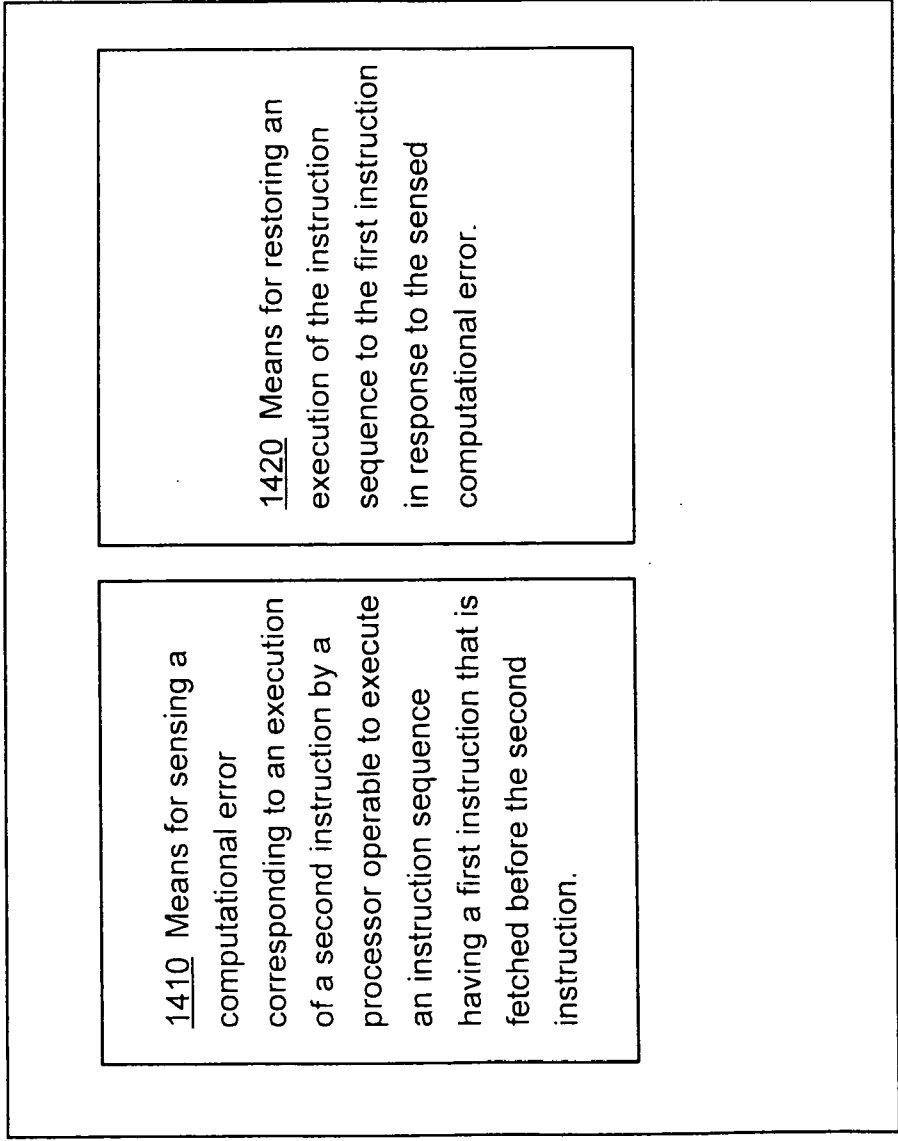 1410 Means for sensing a
computational error
corresponding to an execution
of a second instruction by a
processor operable to execute
an instruction sequence
having a first instruction that is
fetched before the second
instruction.
1420 Means for restoring an
execution of the instruction
sequence to the first instruction
in response to the sensed
computational error.